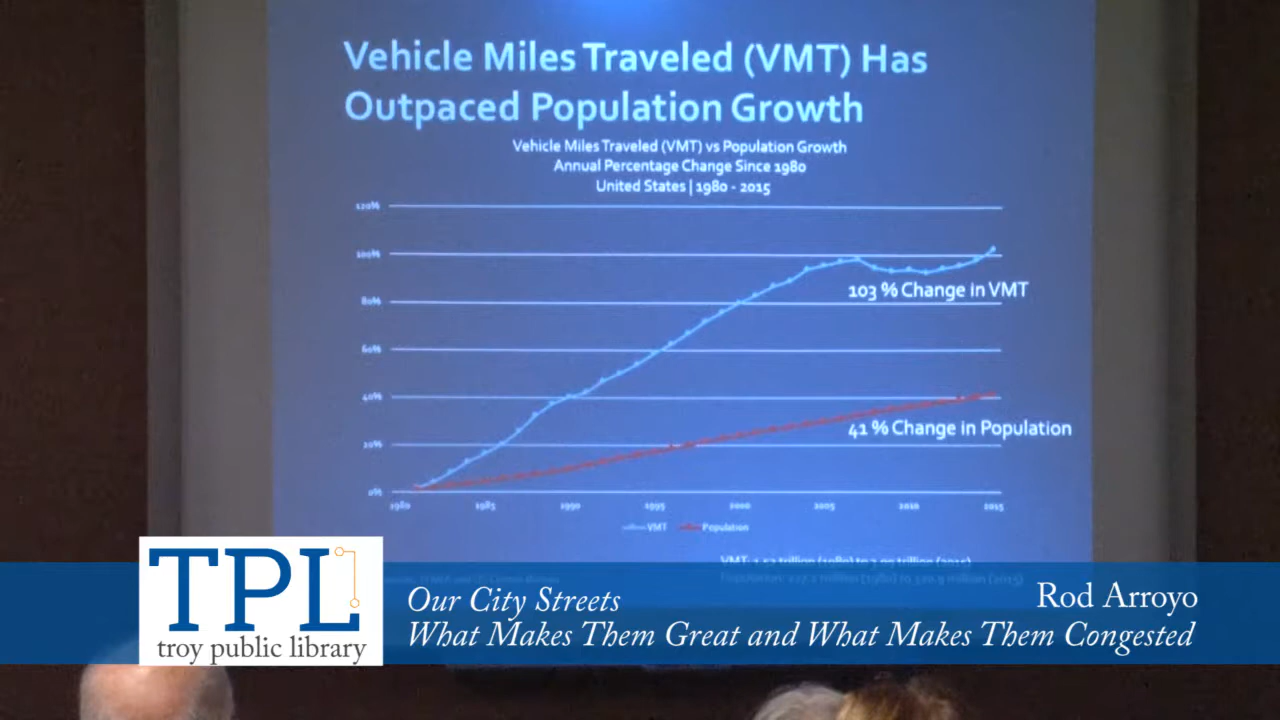 Vehicle Miles Traveled (VMT) Has
Outpaced Population Growth
Vehicle Miles Traveled (VMT) vs Population Growth
Annual Percentage Change Since 1980
United States | 1980 - 2015
120%
100%
80%
60%
40%
20%
0%
103 % Change in VMT
41 % Change in Population
1980
1985
1990
1995
2000
2005
2010
2015
VMT
Population
TPL
troy public library
Our City Streets
Rod Arroyo
What Makes Them Great and What Makes Them Congested